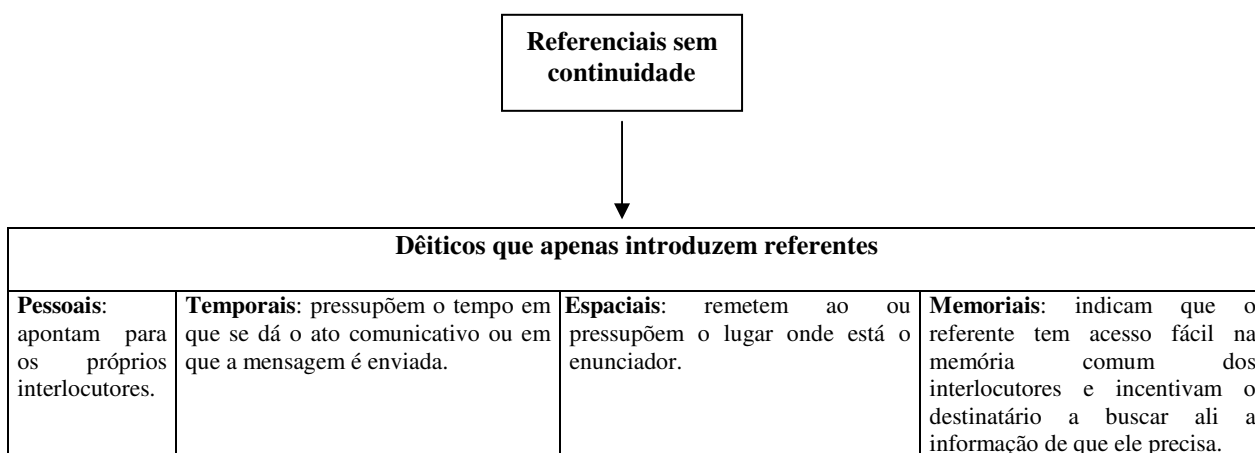 Referenciais sem
continuidade
Dêiticos que apenas introduzem referentes
Pessoais:
apontam para
os próprios
interlocutores.
Temporais: pressupõem o tempo em
que se dá o ato comunicativo ou em
que a mensagem é enviada.
Espaciais: remetem ao ou
pressupõem o lugar onde está o
enunciador.
Memoriais: indicam que o
referente tem acesso fácil na
memória comum dos
interlocutores e incentivam o
destinatário a buscar ali a
informação de que ele precisa.